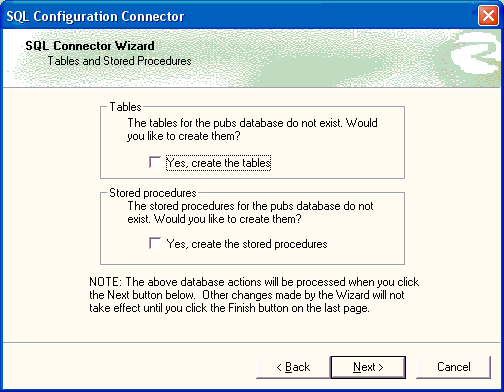 SQL Configuration Connector
SQL Connector Wizard
Tables and Stored Procedures
Tables
The tables for the pubs database do not exist. Would
you like to create them?
Yes, create the tables
Stored procedures
The stored procedures for the pubs database do not
exist. Would you like to create them?
Yes, create the stored procedures
NOTE: The above database actions will be processed when you click
the Next button below. Other changes made by the Wizard will not
take effect until you click the Finish button on the last page.
< Back
Next >
Cancel